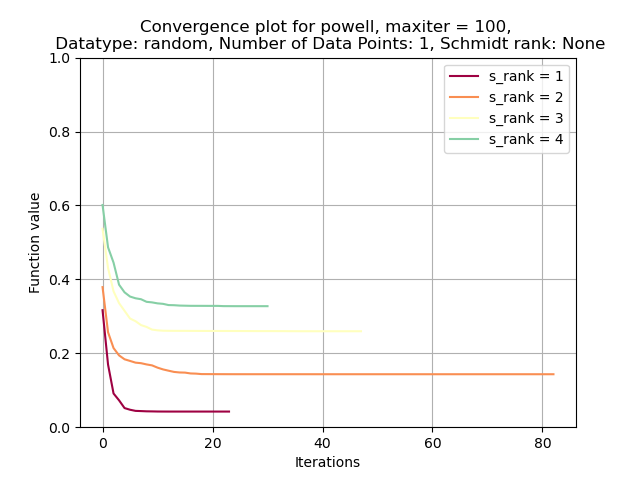 Convergence plot for powell, maxiter = 100,
Datatype: random, Number of Data Points: 1, Schmidt rank: None
s_rank = 1
s_rank = 2
s_rank = 3
s_rank = 4
Function value
1.0
0.8
0.6
0.4
0.2
0.0
0 20 40 60 80
Iterations